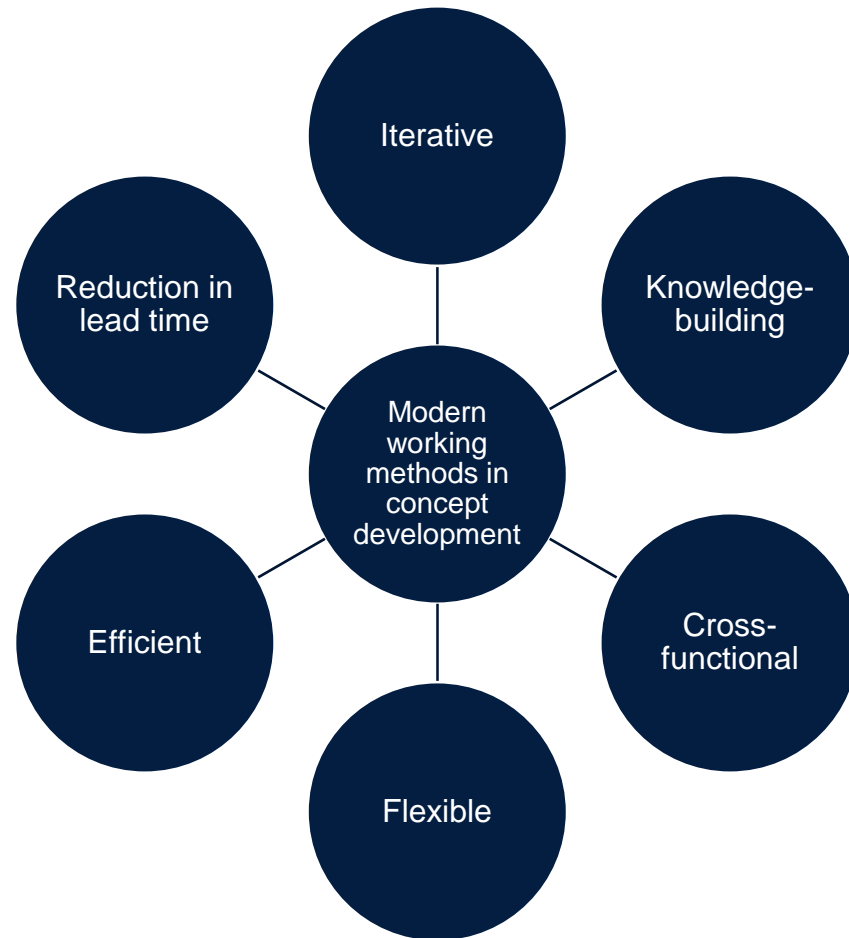 Iterative
Knowledge-
building
Cross-
functional
Flexible
Efficient
Reduction in
lead time
Modern
working
methods in
concept
development